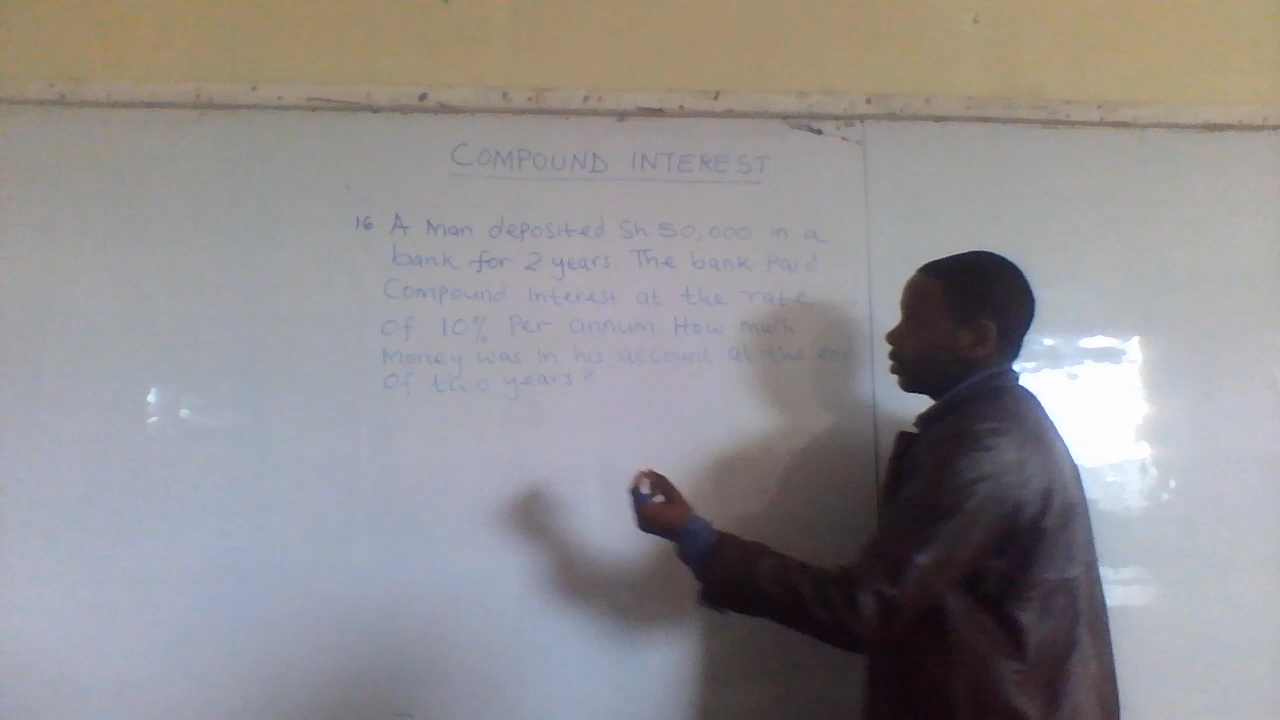 COMPOUND INTEREST
16 A Man deposited Sh 50,000 in a
bank for 2 years. The bank Paid
Compound Interest at the rate
Of 10% Per annum How much
Money was in his account at the end
Of two years?